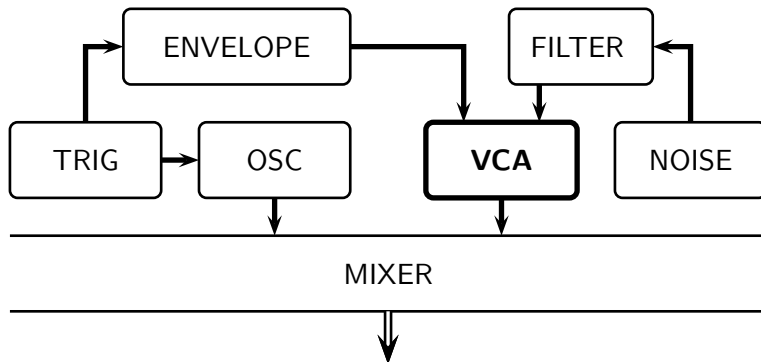 ENVELOPE
FILTER
TRIG
OSC
VCA
NOISE
MIXER